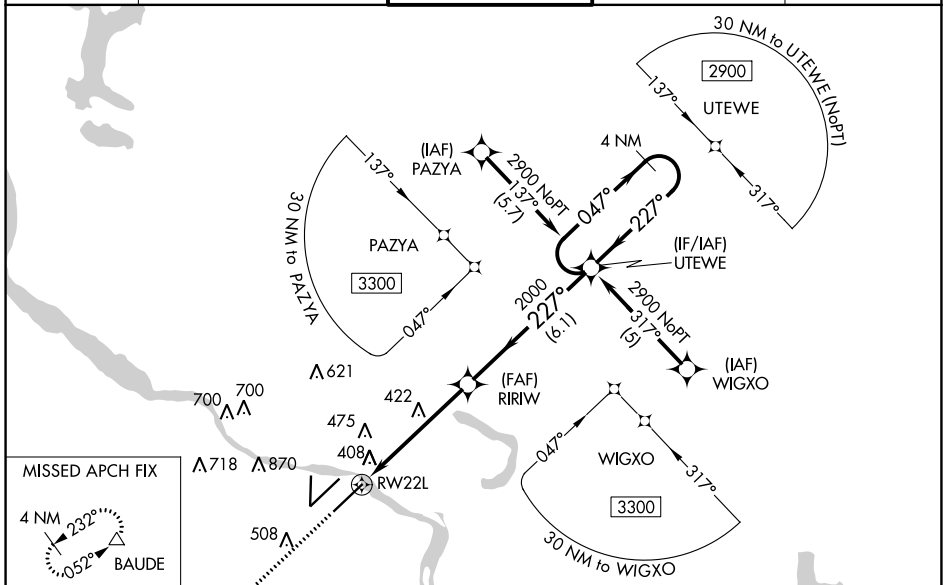 30 NM to UTEWE (NoPT)
2900
137°
UTEWE
317°
4 NM
(IAF)
PAZYA
2900 NoPT
137°
(5.7)
047°
227°
(IF/IAF)
UTEWE
137°
30 NM to PAZYA
PAZYA
3300
047°
2000
227°
(6.1)
2900 NoPT
317°
(5)
(IAF)
WIGXO
(FAF)
RIRIW
621
700
700
422
475
408
718
870
RW22L
508
047°
WIGXO
317°
3300
30 NM to WIGXO
MISSED APCH FIX
4 NM
232°
052°
BAUDE